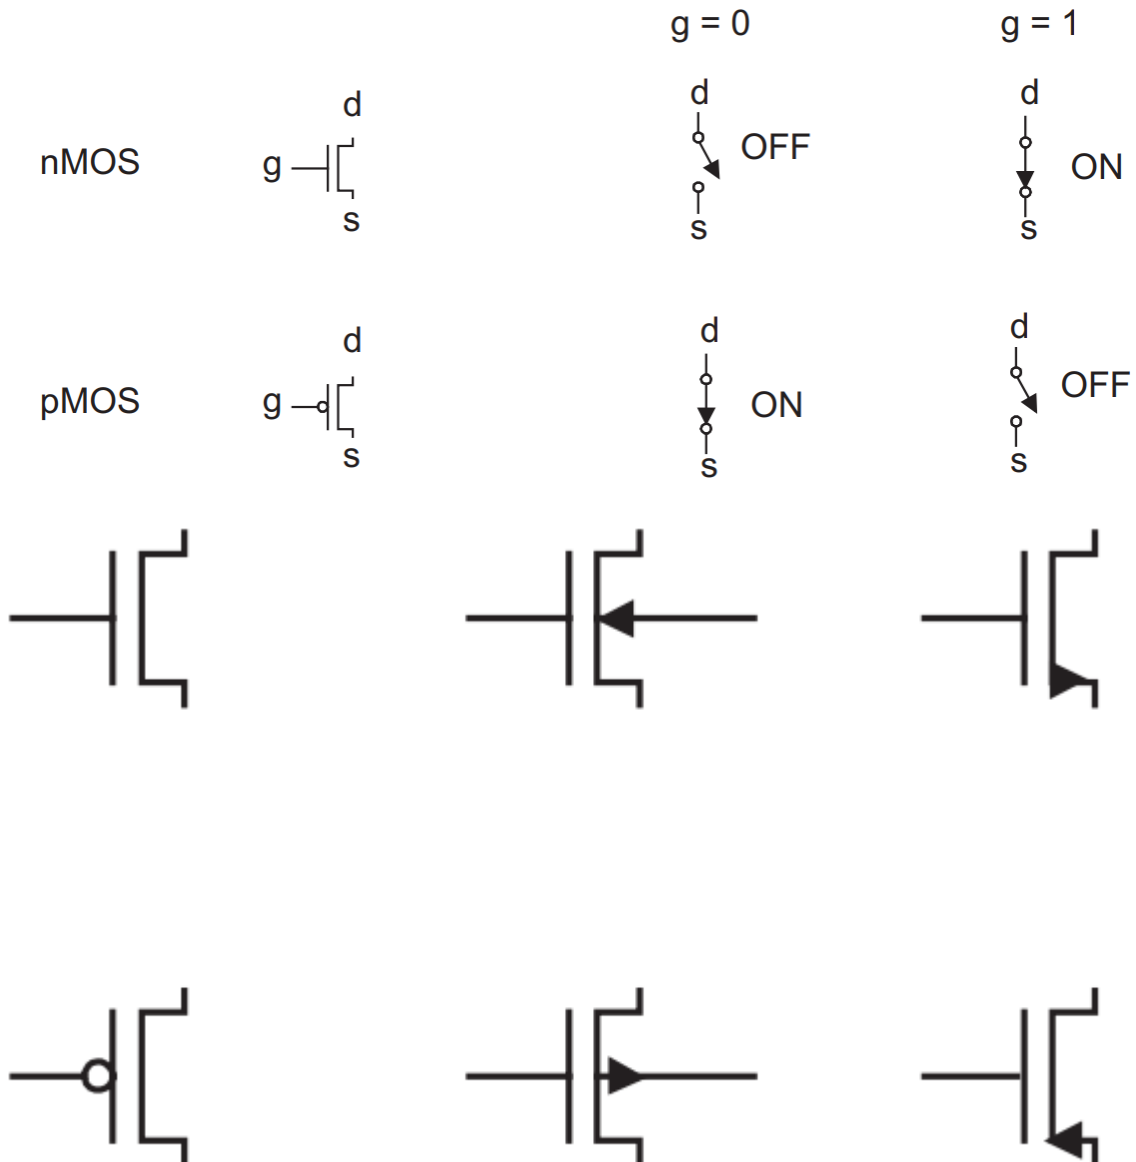 g = 0 g = 1
d d d
nMOS g OFF ON
s s s
d d d
pMOS g ON OFF
s s s